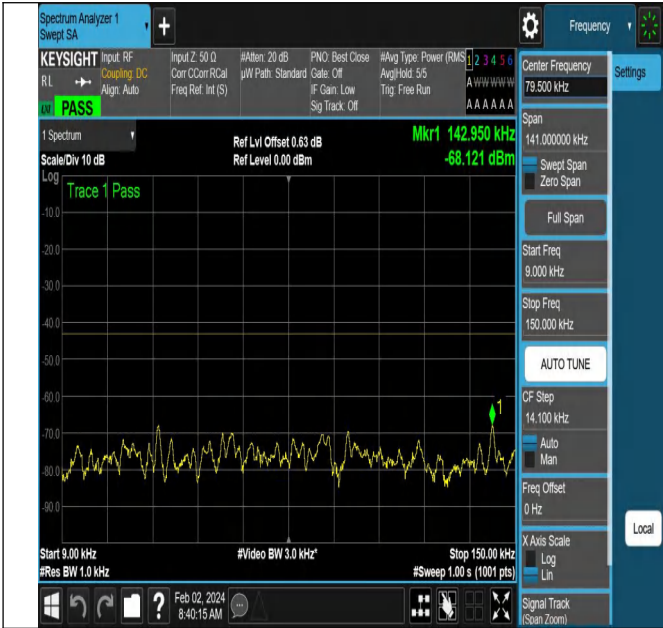 Spectrum Analyzer 1
Swept SA
+
Frequency
KEYSIGHT
RL
PASS
Input: RF
Coupling: DC
Align: Auto
Input Z: 50 Ω
Corr CCorr RCal
Freq Ref: Int (S)
#Atten: 20 dB
µW Path: Standard
PNO: Best Close
Gate: Off
IF Gain: Low
Sig Track: Off
#Avg Type: Power (RMS
Avg|Hold: 5/5
Trig: Free Run
1 2 3 4 5 6
A W W W W W
A A A A A A
1 Spectrum
Scale/Div 10 dB
Ref Lvl Offset 0.63 dB
Ref Level 0.00 dBm
Mkr1 142.950 kHz
-68.121 dBm
Log
Trace 1 Pass
-10.0
-20.0
-30.0
-40.0
-50.0
-60.0
1
-70.0
-80.0
-90.0
Start 9.00 kHz
#Res BW 1.0 kHz
#Video BW 3.0 kHz*
Stop 150.00 kHz
#Sweep 1.00 s (1001 pts)
?
Feb 02, 2024
8:40:15 AM
Center Frequency
79.500 kHz
Settings
Span
141.000000 kHz
Swept Span
Zero Span
Full Span
Start Freq
9.000 kHz
Stop Freq
150.000 kHz
AUTO TUNE
CF Step
14.100 kHz
Auto
Man
Freq Offset
0 Hz
Local
X Axis Scale
Log
Lin
Signal Track
(Span Zoom)